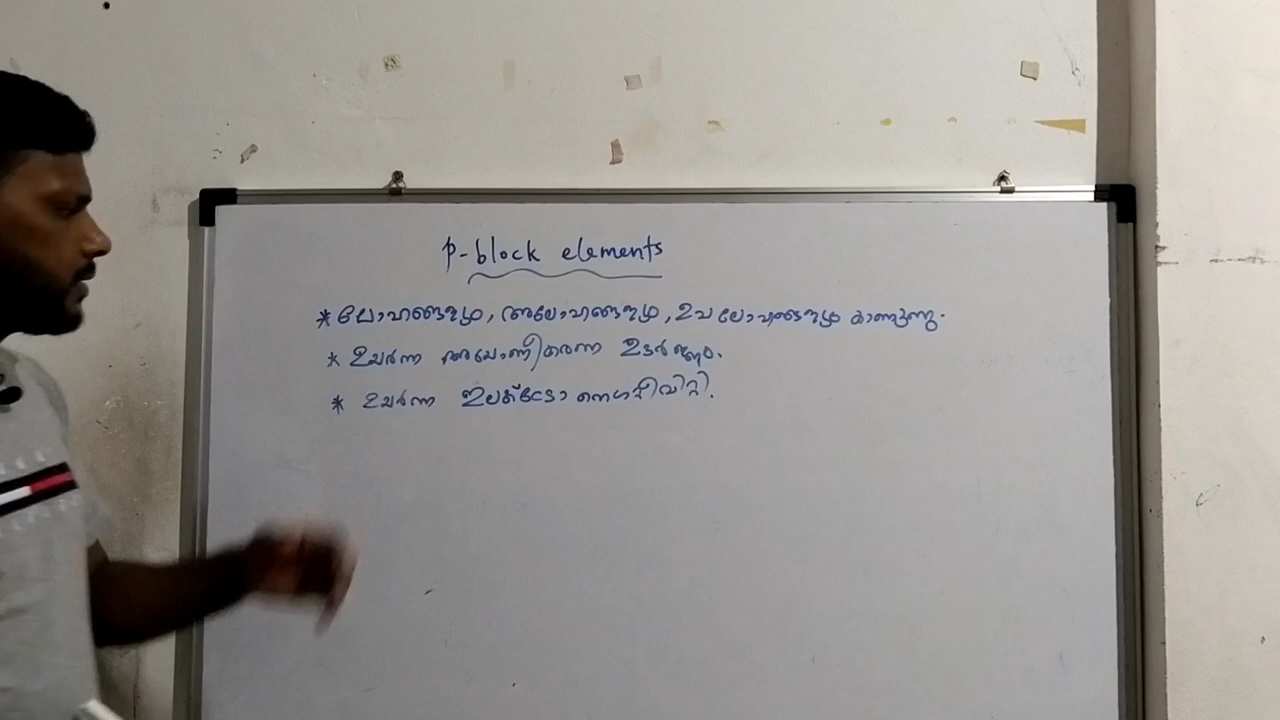 p-block elements
* ലോഹങ്ങളും, അലോഹങ്ങളും, ഉപലോഹങ്ങളും കാണുന്നു.
* ഉയർന്ന അയോണീകരണ ഊർജ്ജം.
* ഉയർന്ന ഇലക്ട്രോനെഗറ്റീവിറ്റി.